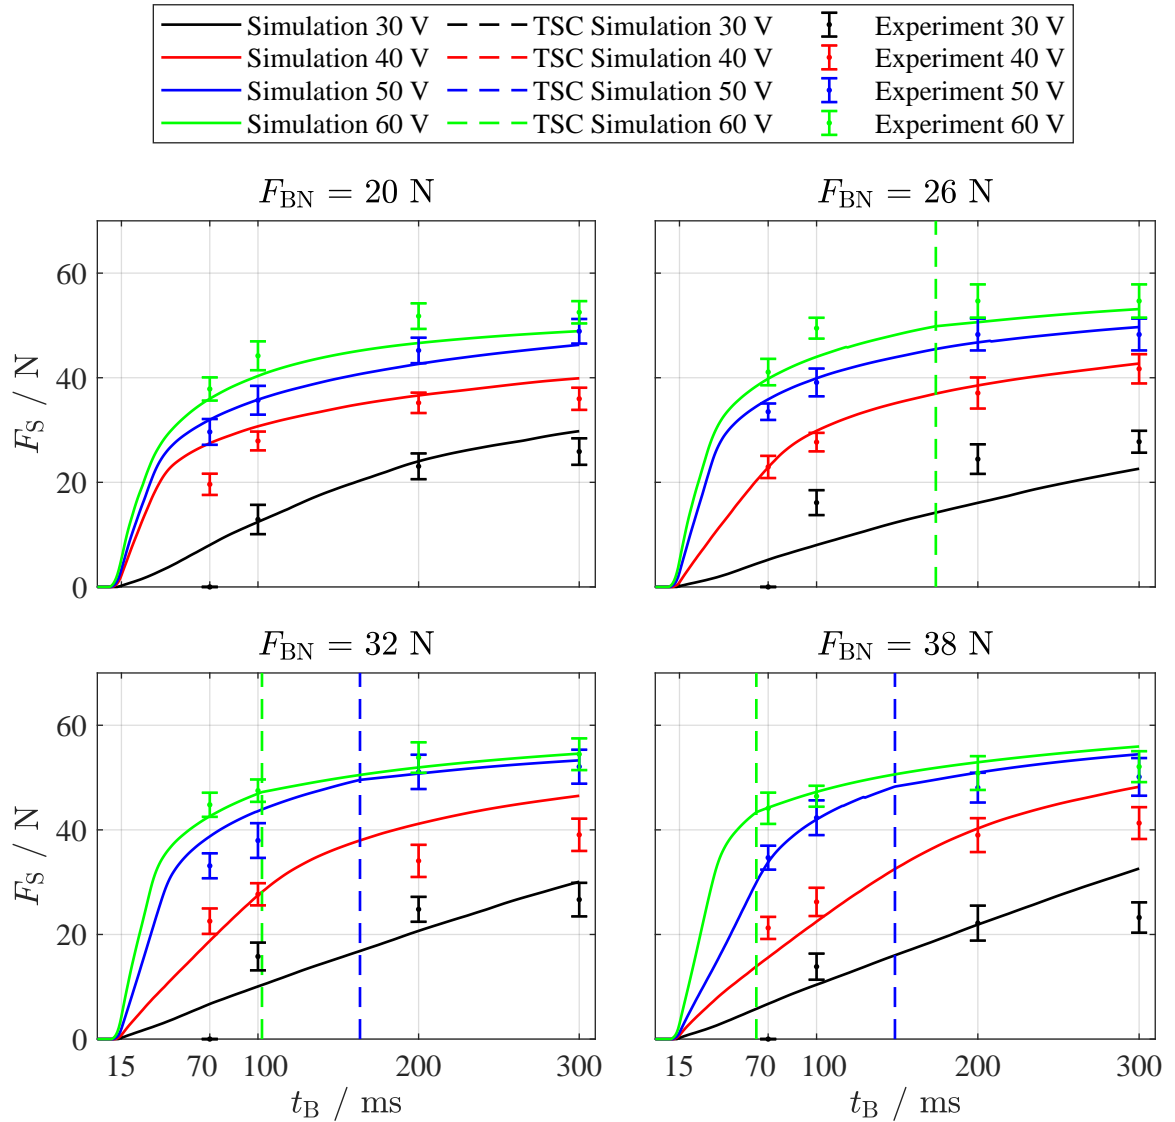 Simulation 30 V TSC Simulation 30 V Experiment 30 V
Simulation 40 V TSC Simulation 40 V Experiment 40 V
Simulation 50 V TSC Simulation 50 V Experiment 50 V
Simulation 60 V TSC Simulation 60 V Experiment 60 V
F_BN = 20 N F_BN = 26 N
60
40
20
0
F_S / N
F_BN = 32 N F_BN = 38 N
60
40
20
0
F_S / N
15 70 100 200 300 15 70 100 200 300
t_B / ms t_B / ms